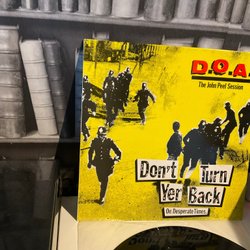 D.O.A.
The John Peel Session
Don't Turn
Yer Back
On Desperate Times